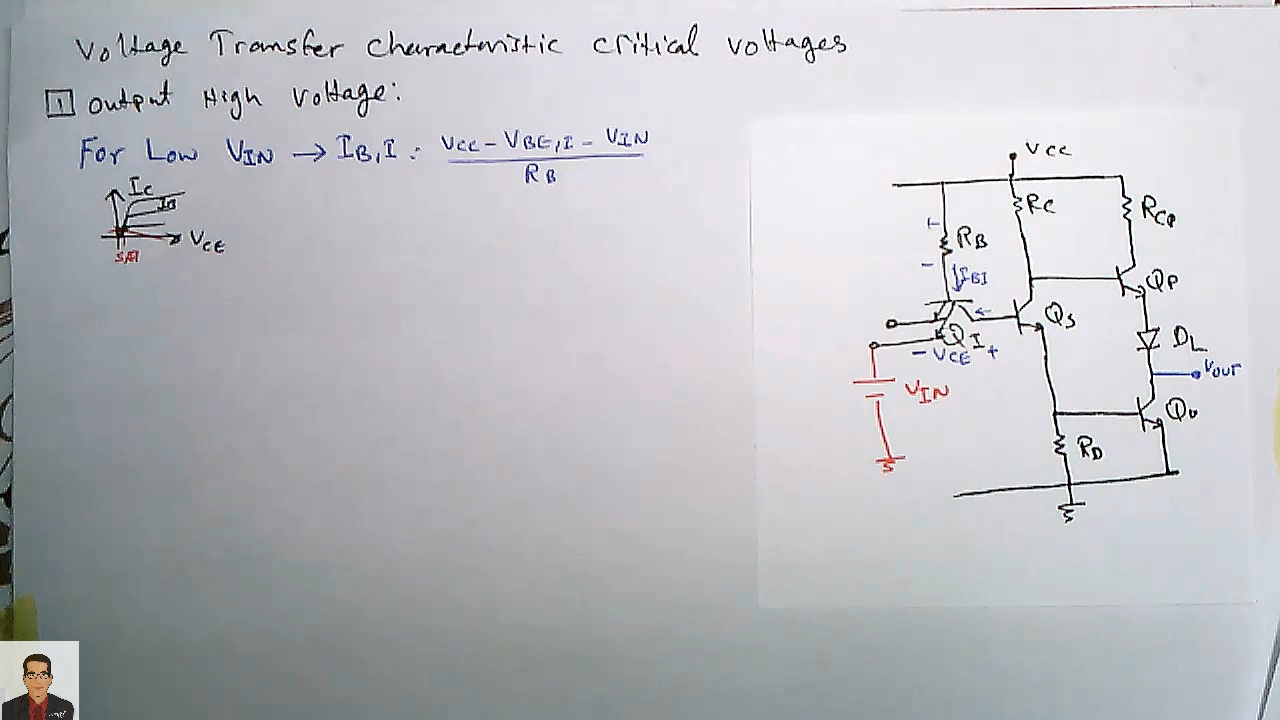 Voltage Transfer characteristic critical voltages
1 output High Voltage:
For Low VIN → IB,I : VCC - VBE,I - VIN
RB
IC
IB
VCE
SAT
VCC
RC
RCP
+
RB
-
IBI
QP
QS
QI
- VCE +
DL
VOUT
VIN
QO
RD